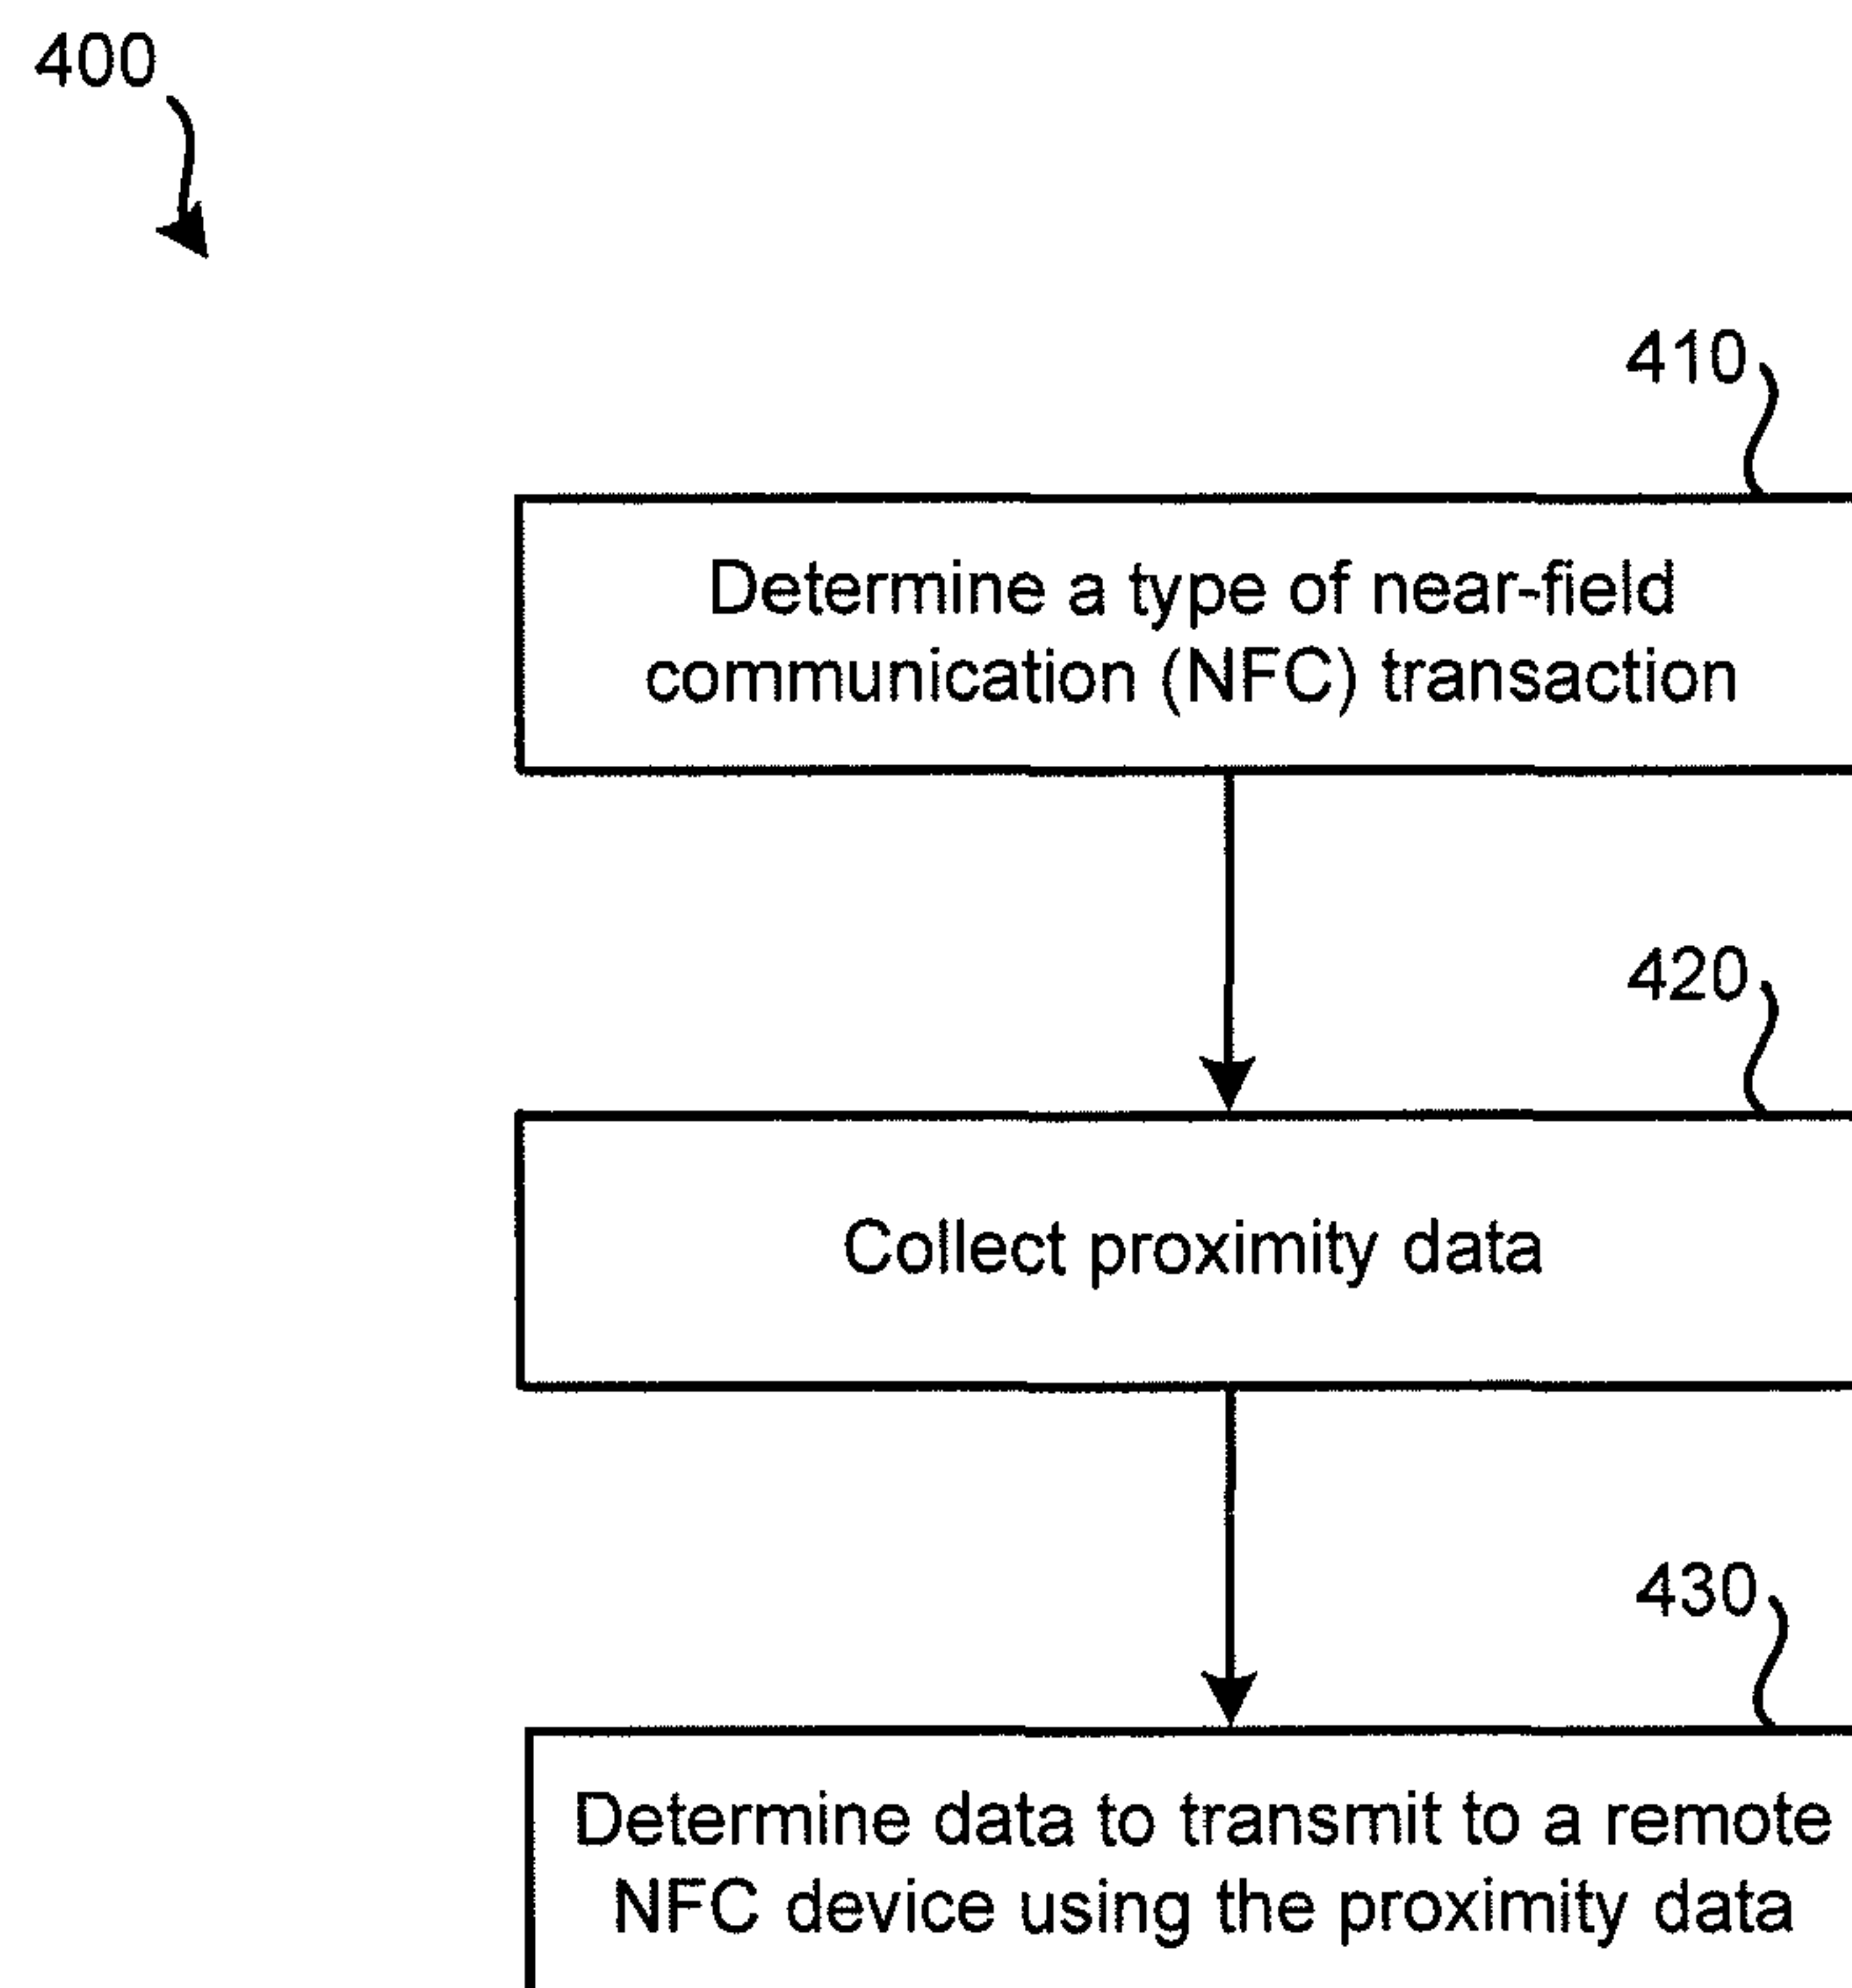 400
410
Determine a type of near-field
communication (NFC) transaction
420
Collect proximity data
430
Determine data to transmit to a remote
NFC device using the proximity data